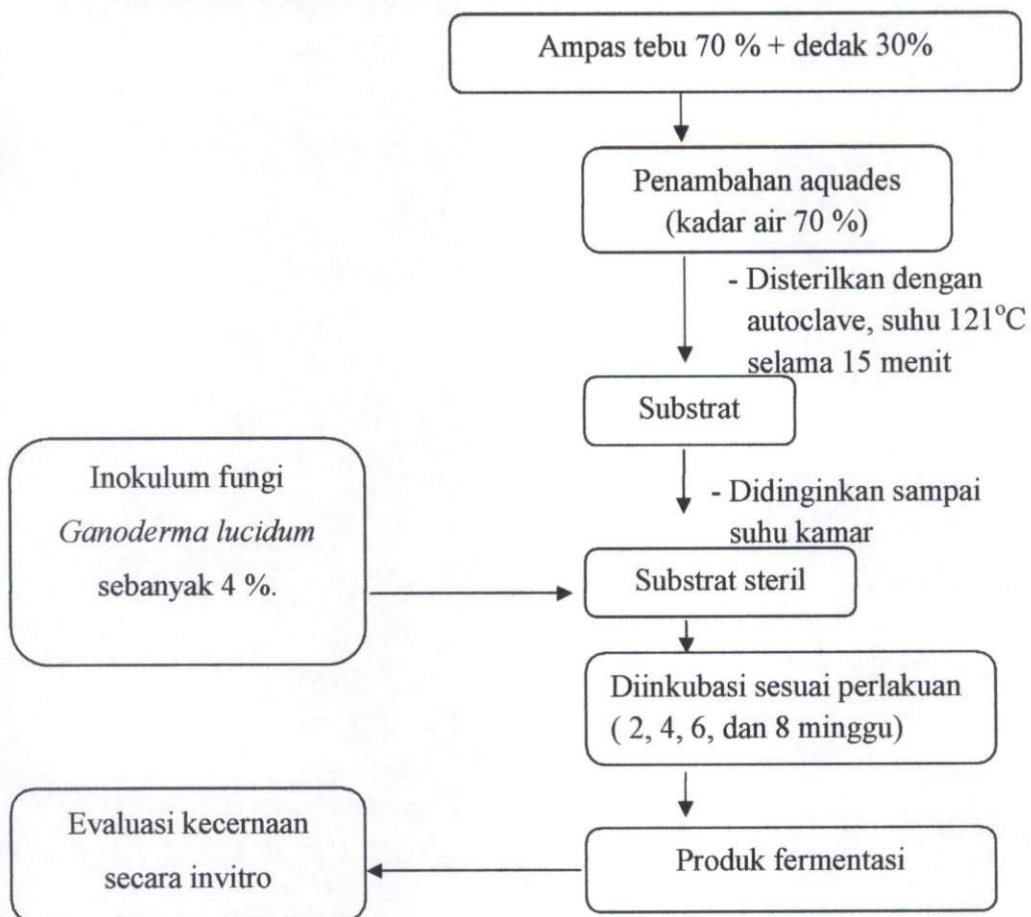 Ampas tebu 70 % + dedak 30%
Penambahan aquades
(kadar air 70 %)
- Disterilkan dengan
autoclave, suhu 121°C
selama 15 menit
Substrat
- Didinginkan sampai
suhu kamar
Inokulum fungi
Ganoderma lucidum
sebanyak 4 %.
Substrat steril
Diinkubasi sesuai perlakuan
( 2, 4, 6, dan 8 minggu)
Produk fermentasi
Evaluasi kecernaan
secara invitro